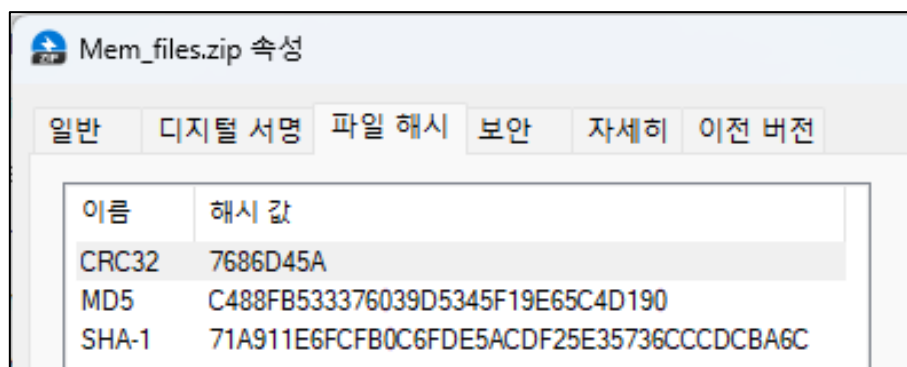 Mem_files.zip 속성
일반 디지털 서명 파일 해시 보안 자세히 이전 버전
이름 해시 값
CRC32 7686D45A
MD5 C488FB533376039D5345F19E65C4D190
SHA-1 71A911E6FCFB0C6FDE5ACDF25E35736CCCDCBA6C